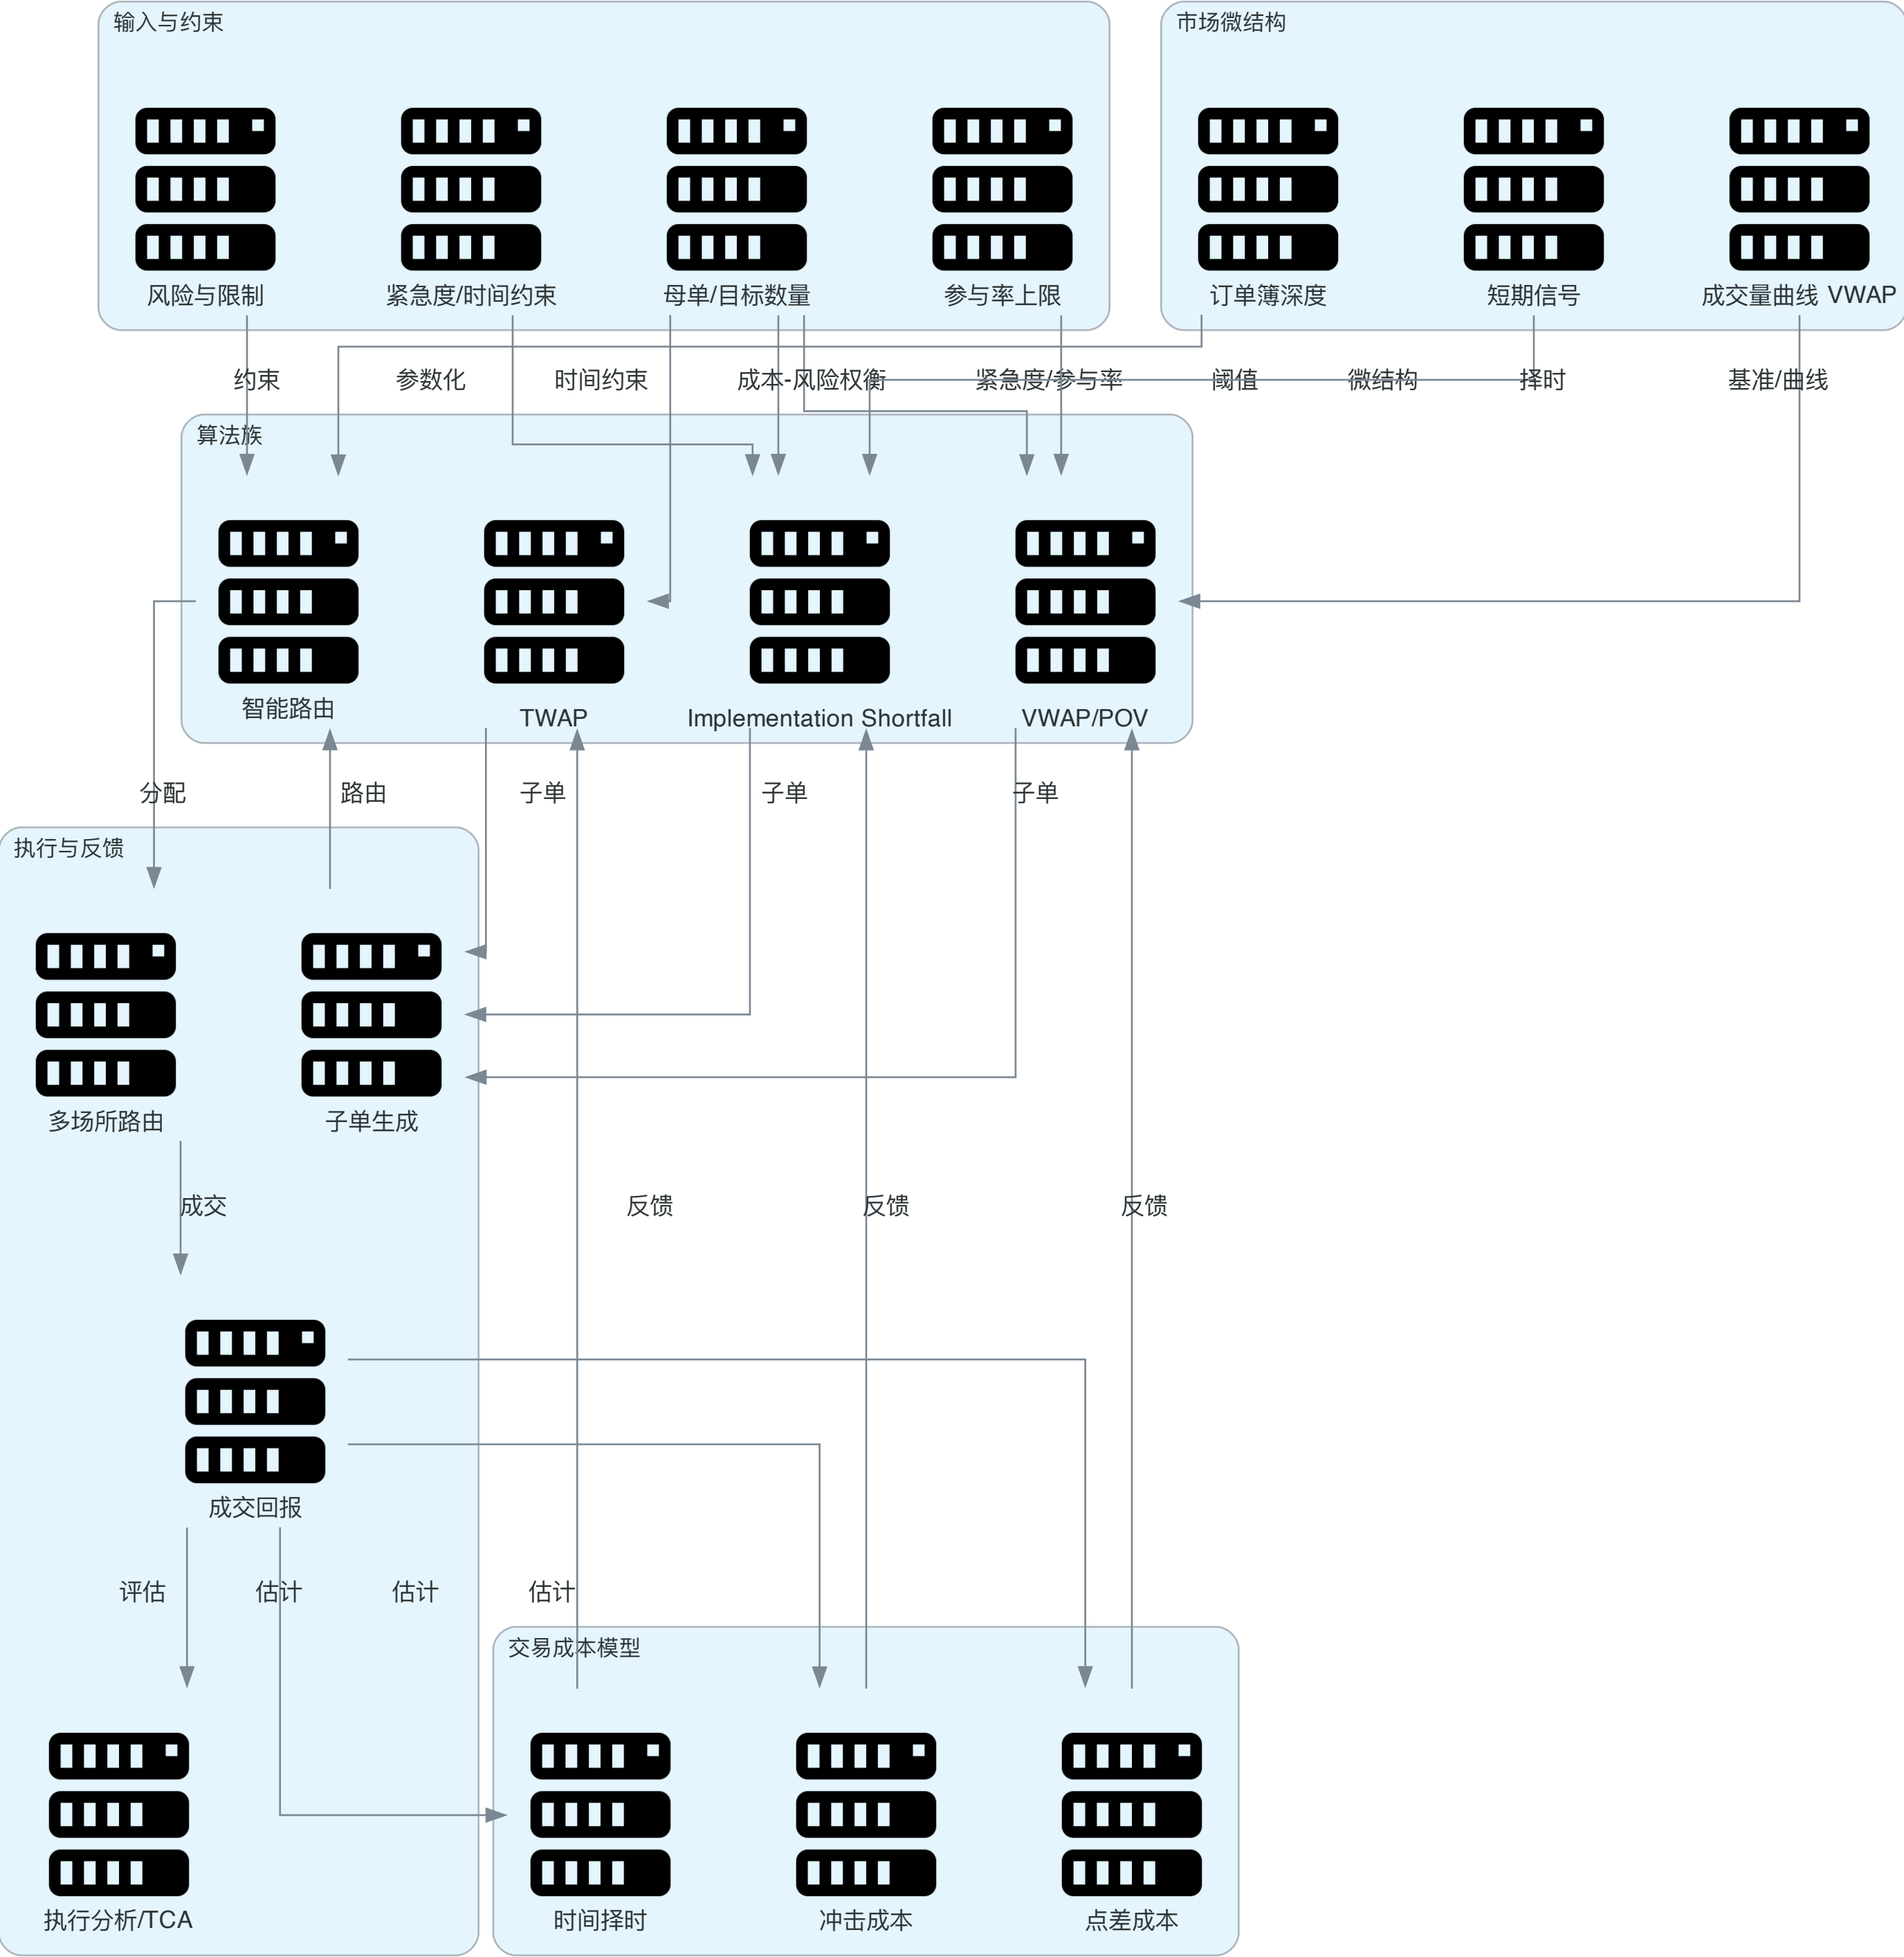 输入与约束
市场微结构
风险与限制
紧急度/时间约束
母单/目标数量
参与率上限
订单簿深度
短期信号
成交量曲线 VWAP
约束
参数化
时间约束
成本-风险权衡
紧急度/参与率
阈值
微结构
择时
基准/曲线
算法族
智能路由
TWAP
Implementation Shortfall
VWAP/POV
分配
路由
子单
子单
子单
执行与反馈
多场所路由
子单生成
成交
反馈
反馈
反馈
成交回报
评估
估计
估计
估计
交易成本模型
执行分析/TCA
时间择时
冲击成本
点差成本